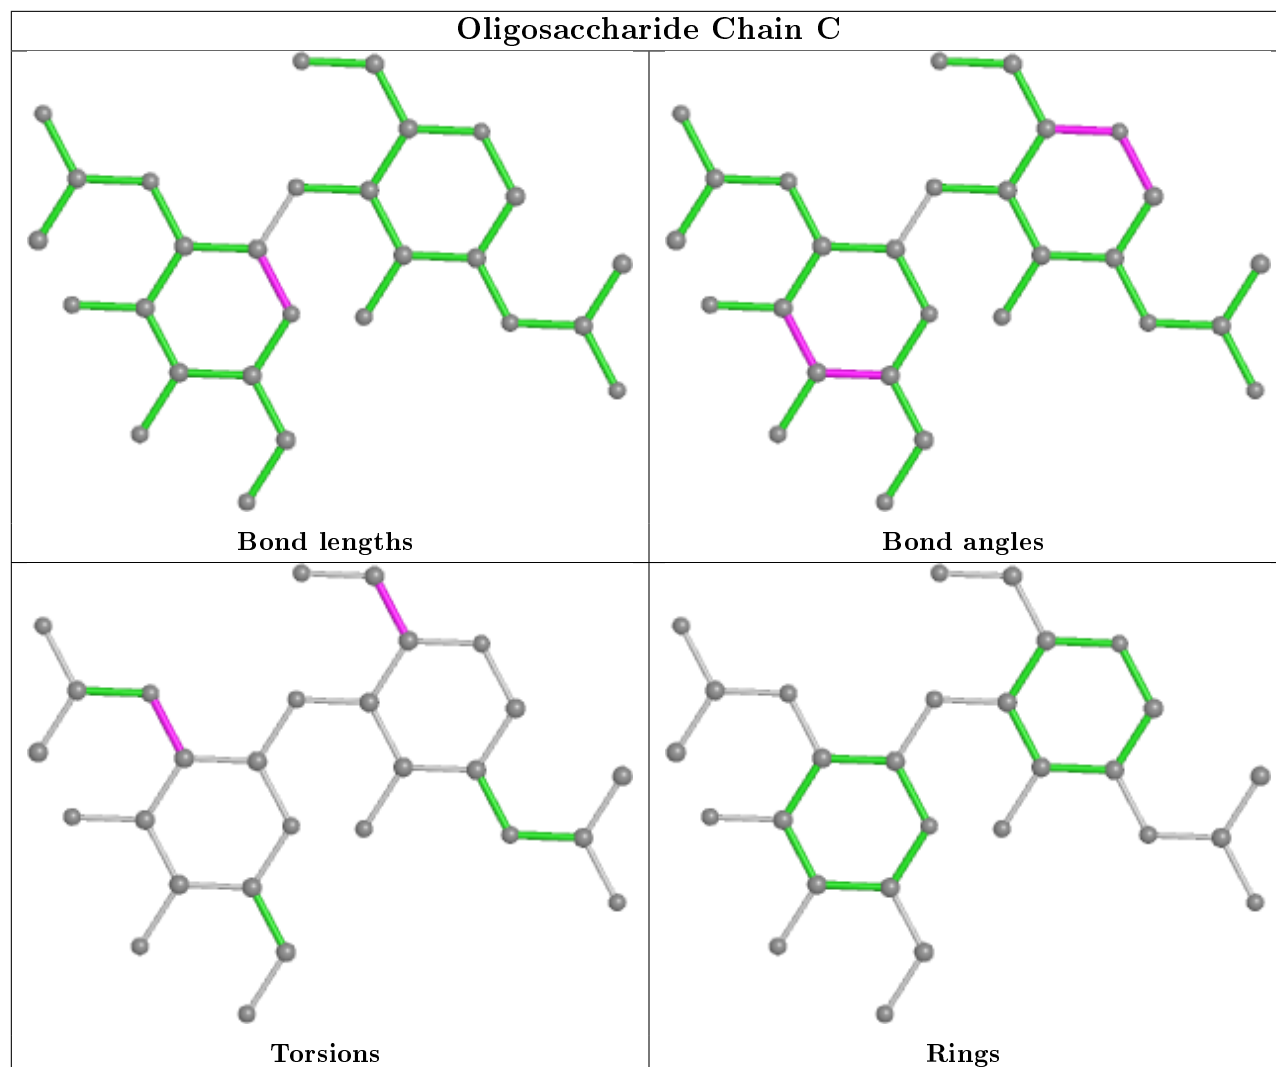 Oligosaccharide Chain C
Bond lengths
Bond angles
Torsions
Rings